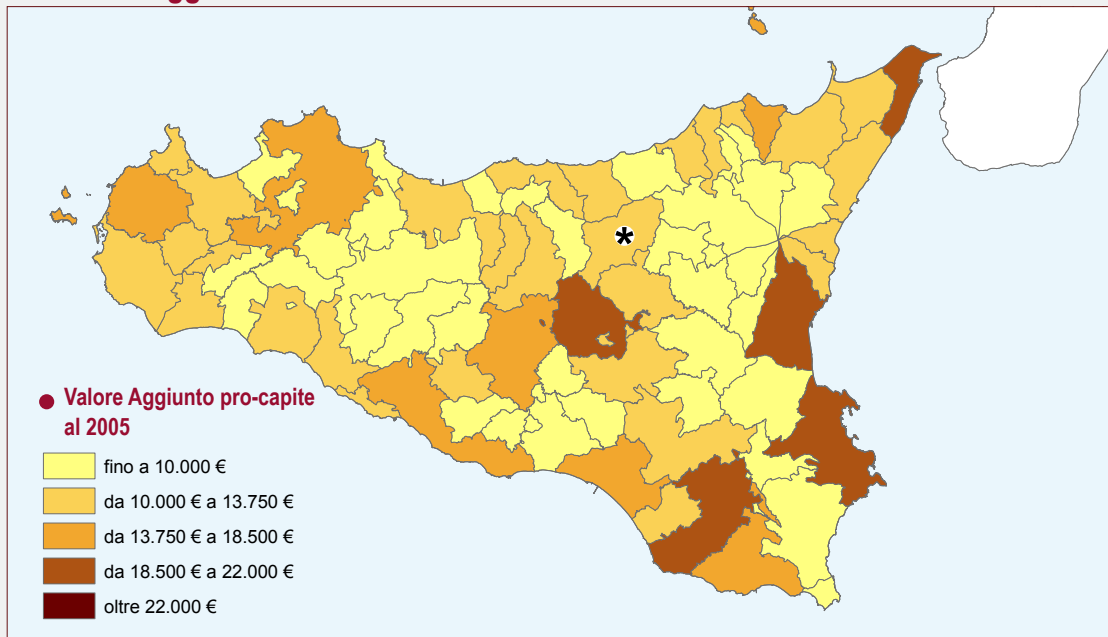 Valore Aggiunto pro-capite
al 2005
fino a 10.000 €
da 10.000 € a 13.750 €
da 13.750 € a 18.500 €
da 18.500 € a 22.000 €
oltre 22.000 €